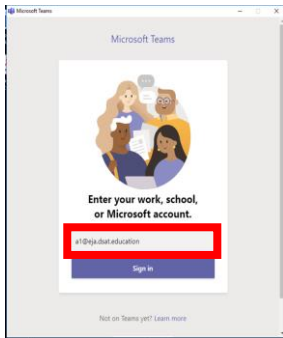 Microsoft Teams
Microsoft Teams
Enter your work, school,
or Microsoft account.
a1@eja.dsat.education
Sign in
Not on Teams yet? Learn more